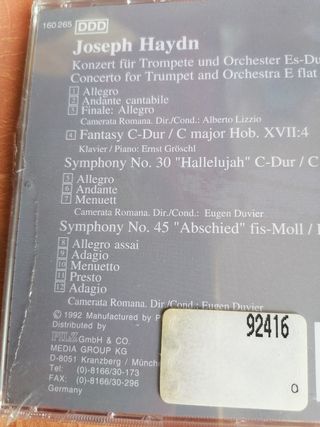 160 265 DDD
Joseph Haydn
Konzert für Trompete und Orchester Es-Du
Concerto for Trumpet and Orchestra E flat
1 Allegro
2 Andante cantabile
3 Finale: Allegro
Camerata Romana. Dir./Cond.: Alberto Lizzio
4 Fantasy C-Dur / C major Hob. XVII:4
Klavier / Piano: Ernst Gröschl
Symphony No. 30 "Hallelujah" C-Dur / C
5 Allegro
6 Andante
7 Menuett
Camerata Romana. Dir./Cond.: Eugen Duvier
Symphony No. 45 "Abschied" fis-Moll /
8 Allegro assai
9 Adagio
10 Menuetto
11 Presto
12 Adagio
Camerata Romana. Dir./Cond.: Eugen Duvier
© 1992 Manufactured by P
Distributed by
PILZ GmbH & CO.
MEDIA GROUP KG
D-8051 Kranzberg / Münch
Tel.: (0)-8166/30-173
FAX: (0)-8166/30-296
Germany
92416
O